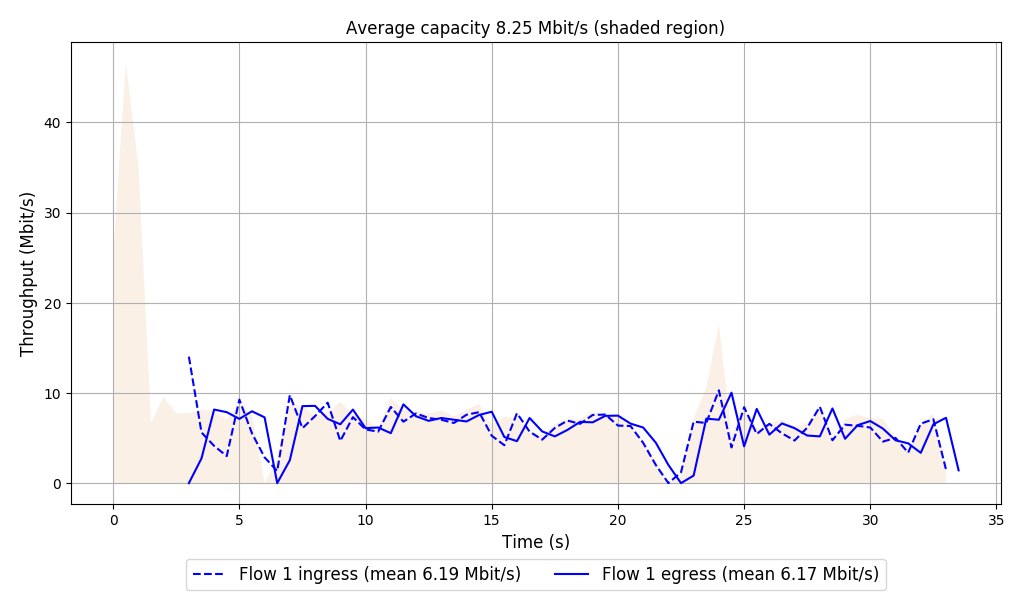 Average capacity 8.25 Mbit/s (shaded region)
Throughput (Mbit/s)
40
30
20
10
0
0 5 10 15 20 25 30 35
Time (s)
Flow 1 ingress (mean 6.19 Mbit/s) Flow 1 egress (mean 6.17 Mbit/s)